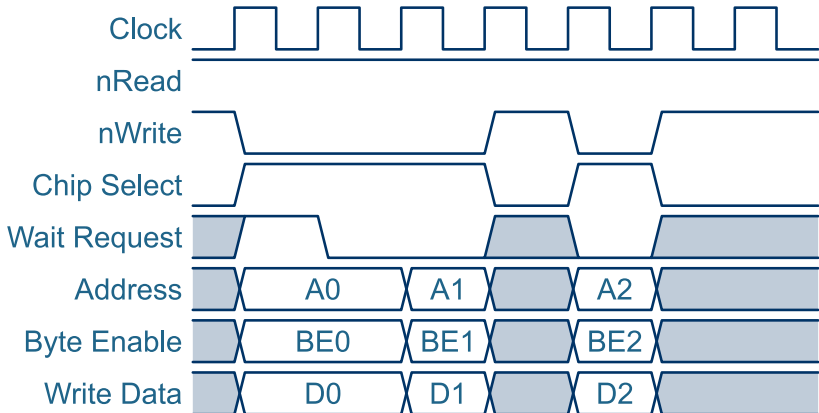 Clock
nRead
nWrite
Chip Select
Wait Request
Address A0 A1 A2
Byte Enable BE0 BE1 BE2
Write Data D0 D1 D2